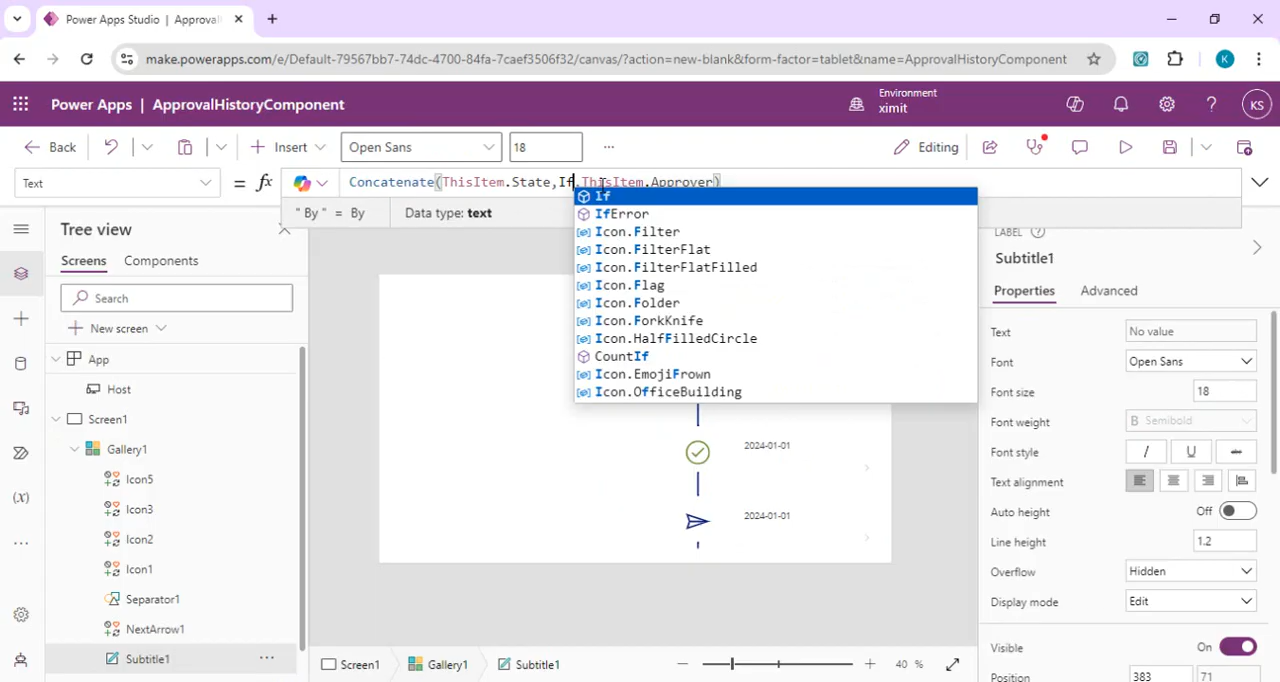 Power Apps Studio | Approval
make.powerapps.com/e/Default-79567bb7-74dc-4700-84fa-7caef3506f32/canvas/?action=new-blank&form-factor=tablet&name=ApprovalHistoryComponent
K
Power Apps | ApprovalHistoryComponent
Environment
ximit
KS
Back
Insert
Open Sans
18
Editing
Text
= fx
Concatenate(ThisItem.State,If,ThisItem.Approver)
" By " = By
Data type: text
If
IfError
Icon.Filter
Icon.FilterFlat
Icon.FilterFlatFilled
Icon.Flag
Icon.Folder
Icon.ForkKnife
Icon.HalfFilledCircle
CountIf
Icon.EmojiFrown
Icon.OfficeBuilding
Tree view
Screens
Components
Search
New screen
App
Host
Screen1
Gallery1
Icon5
Icon3
Icon2
Icon1
Separator1
NextArrow1
Subtitle1
2024-01-01
2024-01-01
LABEL
Subtitle1
Properties
Advanced
Text
No value
Font
Open Sans
Font size
18
Font weight
B Semibold
Font style
Text alignment
Auto height
Off
Line height
1.2
Overflow
Hidden
Display mode
Edit
Visible
On
Position
383
71
Screen1
Gallery1
Subtitle1
40 %